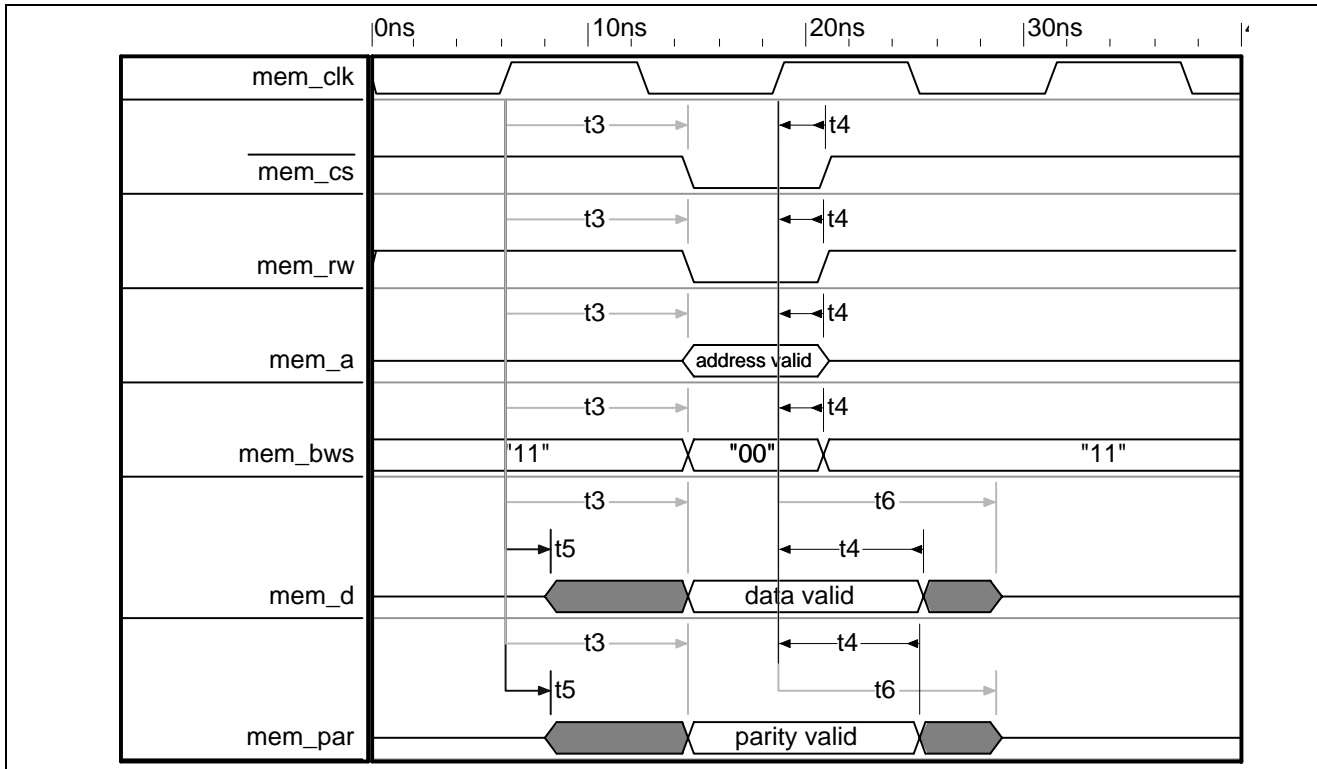 0ns 10ns 20ns 30ns
mem_clk
t3 t4
mem_cs
t3 t4
mem_rw
t3 t4
mem_a address valid
t3 t4
mem_bws "11" "00" "11"
t3 t6
t5 t4
mem_d data valid
t3 t4
t5 t6
mem_par parity valid